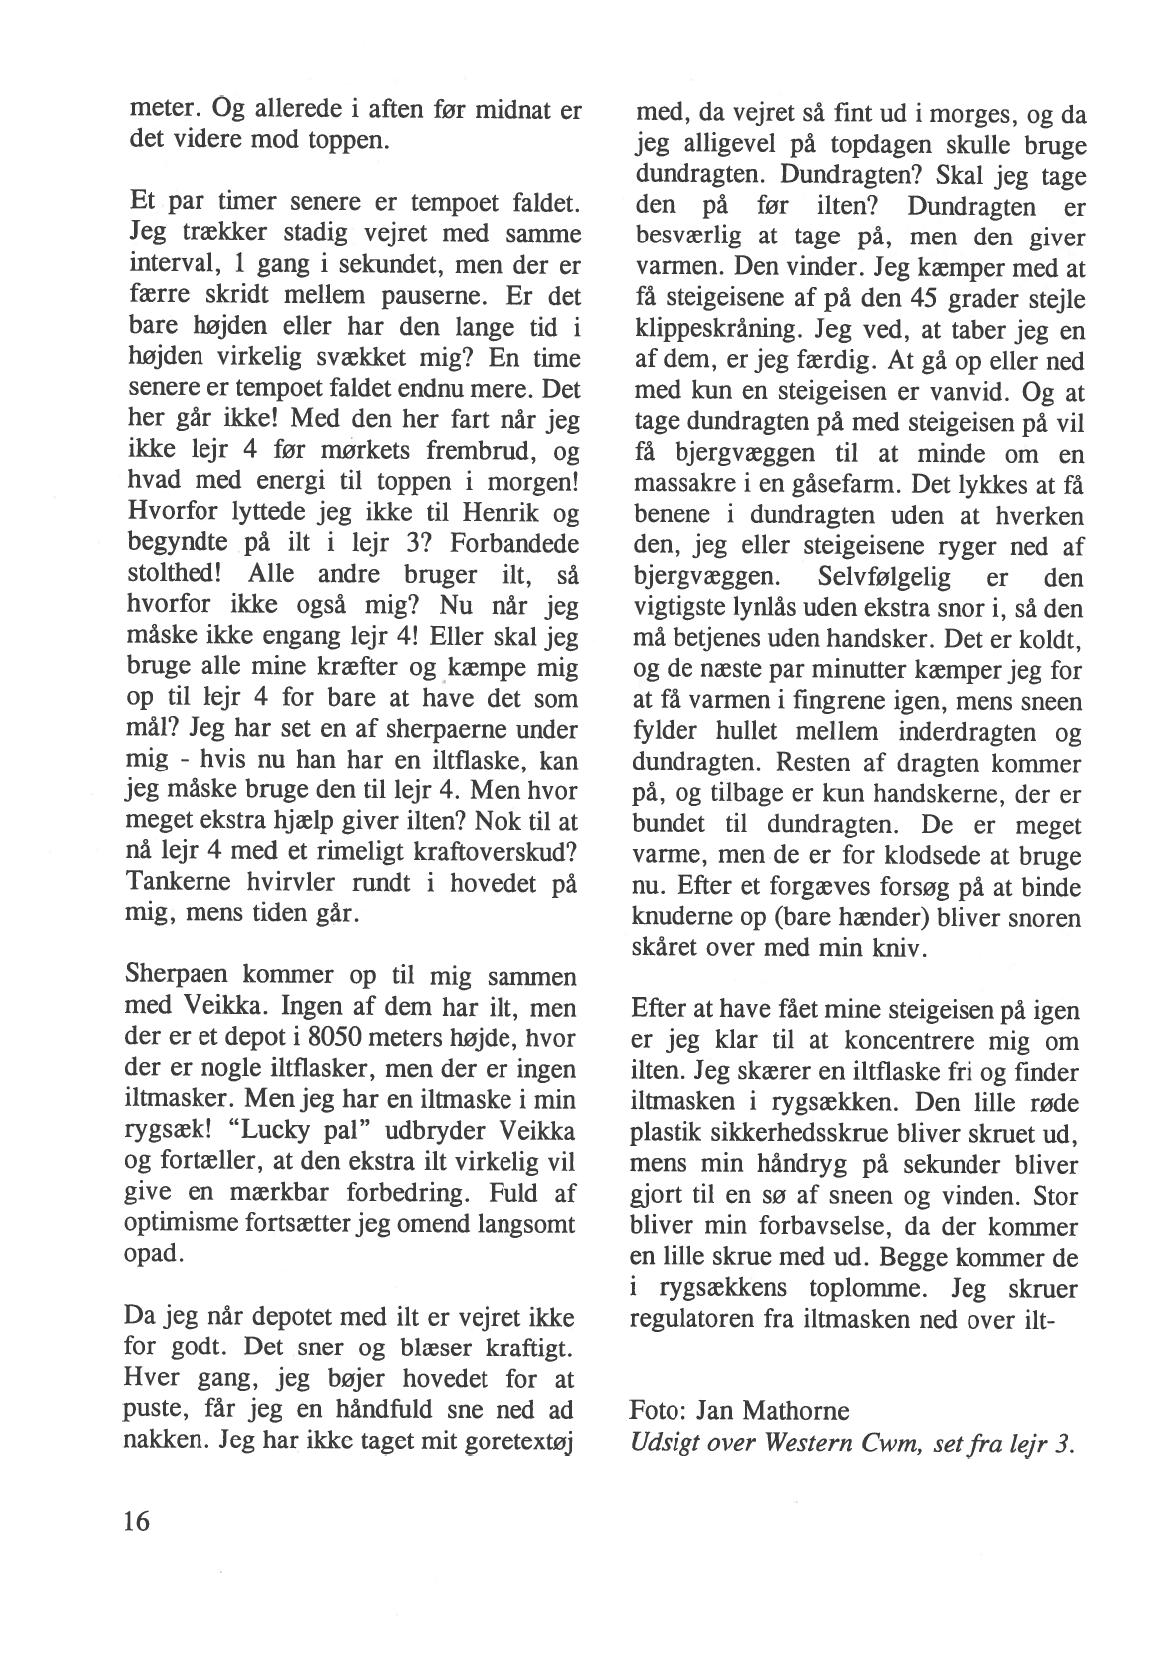 meter. Og allerede i aften før midnat er
det videre mod toppen.

Et par timer senere er tempoet faldet.
Jeg trækker stadig vejret med samme
interval, 1 gang i sekundet, men der er
færre skridt mellem pauserne. Er det
bare højden eller har den lange tid i
højden virkelig svækket mig? En time
senere er tempoet faldet endnu mere. Det
her går ikke! Med den her fart når jeg
ikke lejr 4 før mørkets frembrud, og
hvad med energi til toppen i morgen!
Hvorfor lyttede jeg ikke til Henrik og
begyndte på ilt i lejr 3? Forbandede
stolthed! Alle andre bruger ilt, så
hvorfor ikke også mig? Nu når jeg
måske ikke engang lejr 4! Eller skal jeg
bruge alle mine kræfter og kæmpe mig
op til lejr 4 for bare at have det som
mål? Jeg har set en af sherpaerne under
mig - hvis nu han har en iltflaske, kan
jeg måske bruge den til lejr 4. Men hvor
meget ekstra hjælp giver ilten? Nok til at
nå lejr 4 med et rimeligt kraftoverskud?
Tankerne hvirvler rundt i hovedet på
mig, mens tiden går.

Sherpaen kommer op til mig sammen
med Veikka. Ingen af dem har ilt, men
der er et depot i 8050 meters højde, hvor
der er nogle iltflasker, men der er ingen
iltmasker. Men jeg har en iltmaske i min
rygsæk! “Lucky pal” udbryder Veikka
og fortæller, at den ekstra ilt virkelig vil
give en mærkbar forbedring. Fuld af
optimisme fortsætter jeg omend langsomt
opad.

Da jeg når depotet med ilt er vejret ikke
for godt. Det sner og blæser kraftigt.
Hver gang, jeg bøjer hovedet for at
puste, får jeg en håndfuld sne ned ad
nakken. Jeg har ikke taget mit goretextøj
med, da vejret så fint ud i morges, og da
jeg alligevel på topdagen skulle bruge
dundragten. Dundragten? Skal jeg tage
den på før ilten? Dundragten er
besværlig at tage på, men den giver
varmen. Den vinder. Jeg kæmper med at
få steigeisene af på den 45 grader stejle
klippeskråning. Jeg ved, at taber jeg en
af dem, er jeg færdig. At gå op eller ned
med kun en steigeisen er vanvid. Og at
tage dundragten på med steigeisen på vil
få bjergvæggen til at minde om en
massakre i en gåsefarm. Det lykkes at få
benene i dundragten uden at hverken
den, jeg eller steigeisene ryger ned af
bjergvæggen. Selvfølgelig er den
vigtigste lynlås uden ekstra snor i, så den
må betjenes uden handsker. Det er koldt,
og de næste par minutter kæmper jeg for
at få varmen i fingrene igen, mens sneen
fylder hullet mellem inderdragten og
dundragten. Resten af dragten kommer
på, og tilbage er kun handskerne, der er
bundet til dundragten. De er meget
varme, men de er for klodsede at bruge
nu. Efter et forgæves forsøg på at binde
knuderne op (bare hænder) bliver snoren
skåret over med min kniv.

Efter at have fået mine steigeisen på igen
er jeg klar til at koncentrere mig om
ilten. Jeg skærer en iltflaske fri og finder
iltmasken i rygsækken. Den lille røde
plastik sikkerhedsskrue bliver skruet ud,
mens min håndryg på sekunder bliver
gjort til en sø af sneen og vinden. Stor
bliver min forbavselse, da der kommer
en lille skrue med ud. Begge kommer de
i rygsækkens toplomme. Jeg skruer
regulatoren fra iltmasken ned over ilt-

Foto: Jan Mathorne
Udsigt over Western Cwm, set fra lejr 3.

16